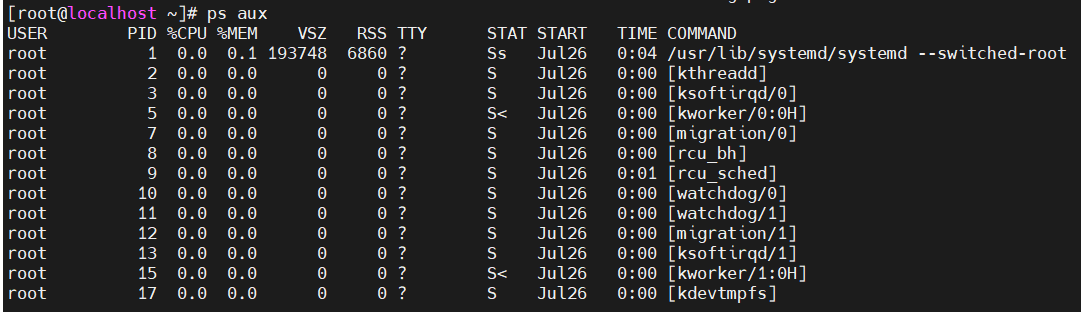 [root@localhost ~]# ps aux
USER PID %CPU %MEM VSZ RSS TTY STAT START TIME COMMAND
root 1 0.0 0.1 193748 6860 ? Ss Jul26 0:04 /usr/lib/systemd/systemd --switched-root
root 2 0.0 0.0 0 0 ? S Jul26 0:00 [kthreadd]
root 3 0.0 0.0 0 0 ? S Jul26 0:00 [ksoftirqd/0]
root 5 0.0 0.0 0 0 ? S< Jul26 0:00 [kworker/0:0H]
root 7 0.0 0.0 0 0 ? S Jul26 0:00 [migration/0]
root 8 0.0 0.0 0 0 ? S Jul26 0:00 [rcu_bh]
root 9 0.0 0.0 0 0 ? S Jul26 0:01 [rcu_sched]
root 10 0.0 0.0 0 0 ? S Jul26 0:00 [watchdog/0]
root 11 0.0 0.0 0 0 ? S Jul26 0:00 [watchdog/1]
root 12 0.0 0.0 0 0 ? S Jul26 0:00 [migration/1]
root 13 0.0 0.0 0 0 ? S Jul26 0:00 [ksoftirqd/1]
root 15 0.0 0.0 0 0 ? S< Jul26 0:00 [kworker/1:0H]
root 17 0.0 0.0 0 0 ? S Jul26 0:00 [kdevtmpfs]